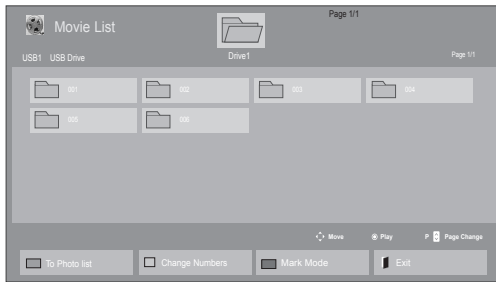 Movie List
Page 1/1
USB1 USB Drive
Drive1
Page 1/1
001 002 003 004
005 006
Move Play P Page Change
To Photo list Change Numbers Mark Mode Exit